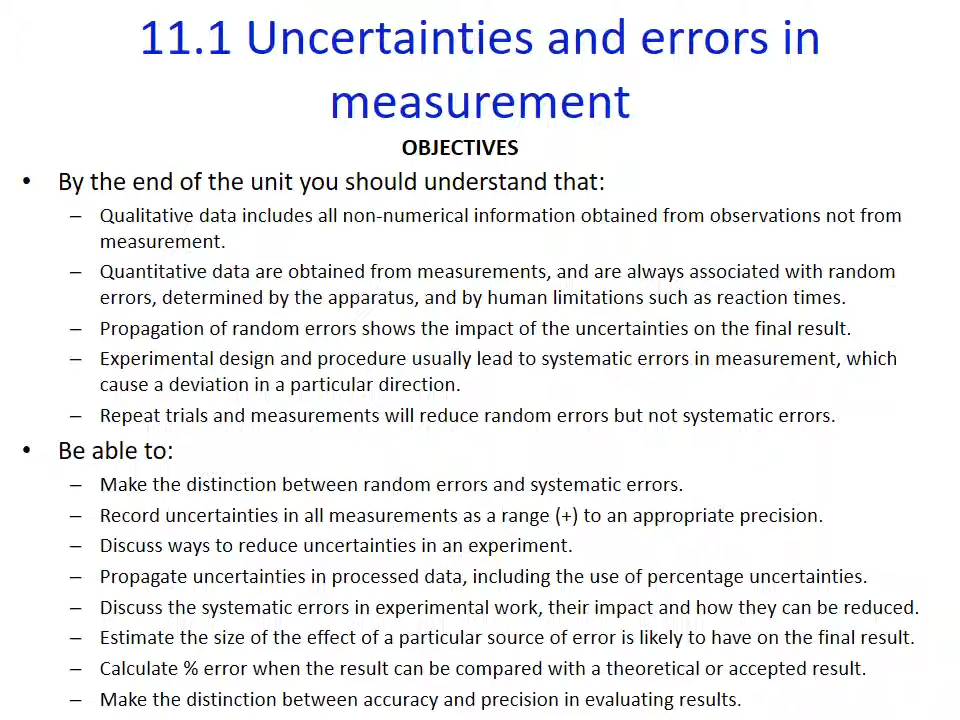 11.1 Uncertainties and errors in
measurement
OBJECTIVES
• By the end of the unit you should understand that:
– Qualitative data includes all non-numerical information obtained from observations not from
measurement.
– Quantitative data are obtained from measurements, and are always associated with random
errors, determined by the apparatus, and by human limitations such as reaction times.
– Propagation of random errors shows the impact of the uncertainties on the final result.
– Experimental design and procedure usually lead to systematic errors in measurement, which
cause a deviation in a particular direction.
– Repeat trials and measurements will reduce random errors but not systematic errors.
• Be able to:
– Make the distinction between random errors and systematic errors.
– Record uncertainties in all measurements as a range (+) to an appropriate precision.
– Discuss ways to reduce uncertainties in an experiment.
– Propagate uncertainties in processed data, including the use of percentage uncertainties.
– Discuss the systematic errors in experimental work, their impact and how they can be reduced.
– Estimate the size of the effect of a particular source of error is likely to have on the final result.
– Calculate % error when the result can be compared with a theoretical or accepted result.
– Make the distinction between accuracy and precision in evaluating results.